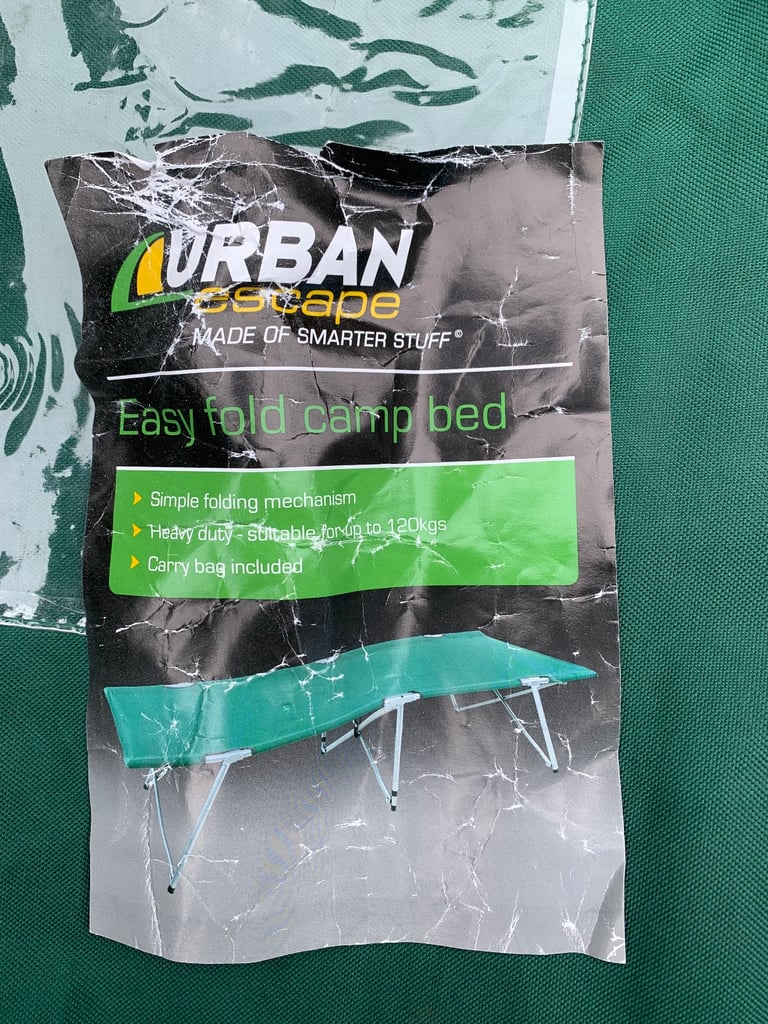 URBAN
escape
MADE OF SMARTER STUFF©
Easy fold camp bed
Simple folding mechanism
Heavy duty - suitable for up to 120kgs
Carry bag included